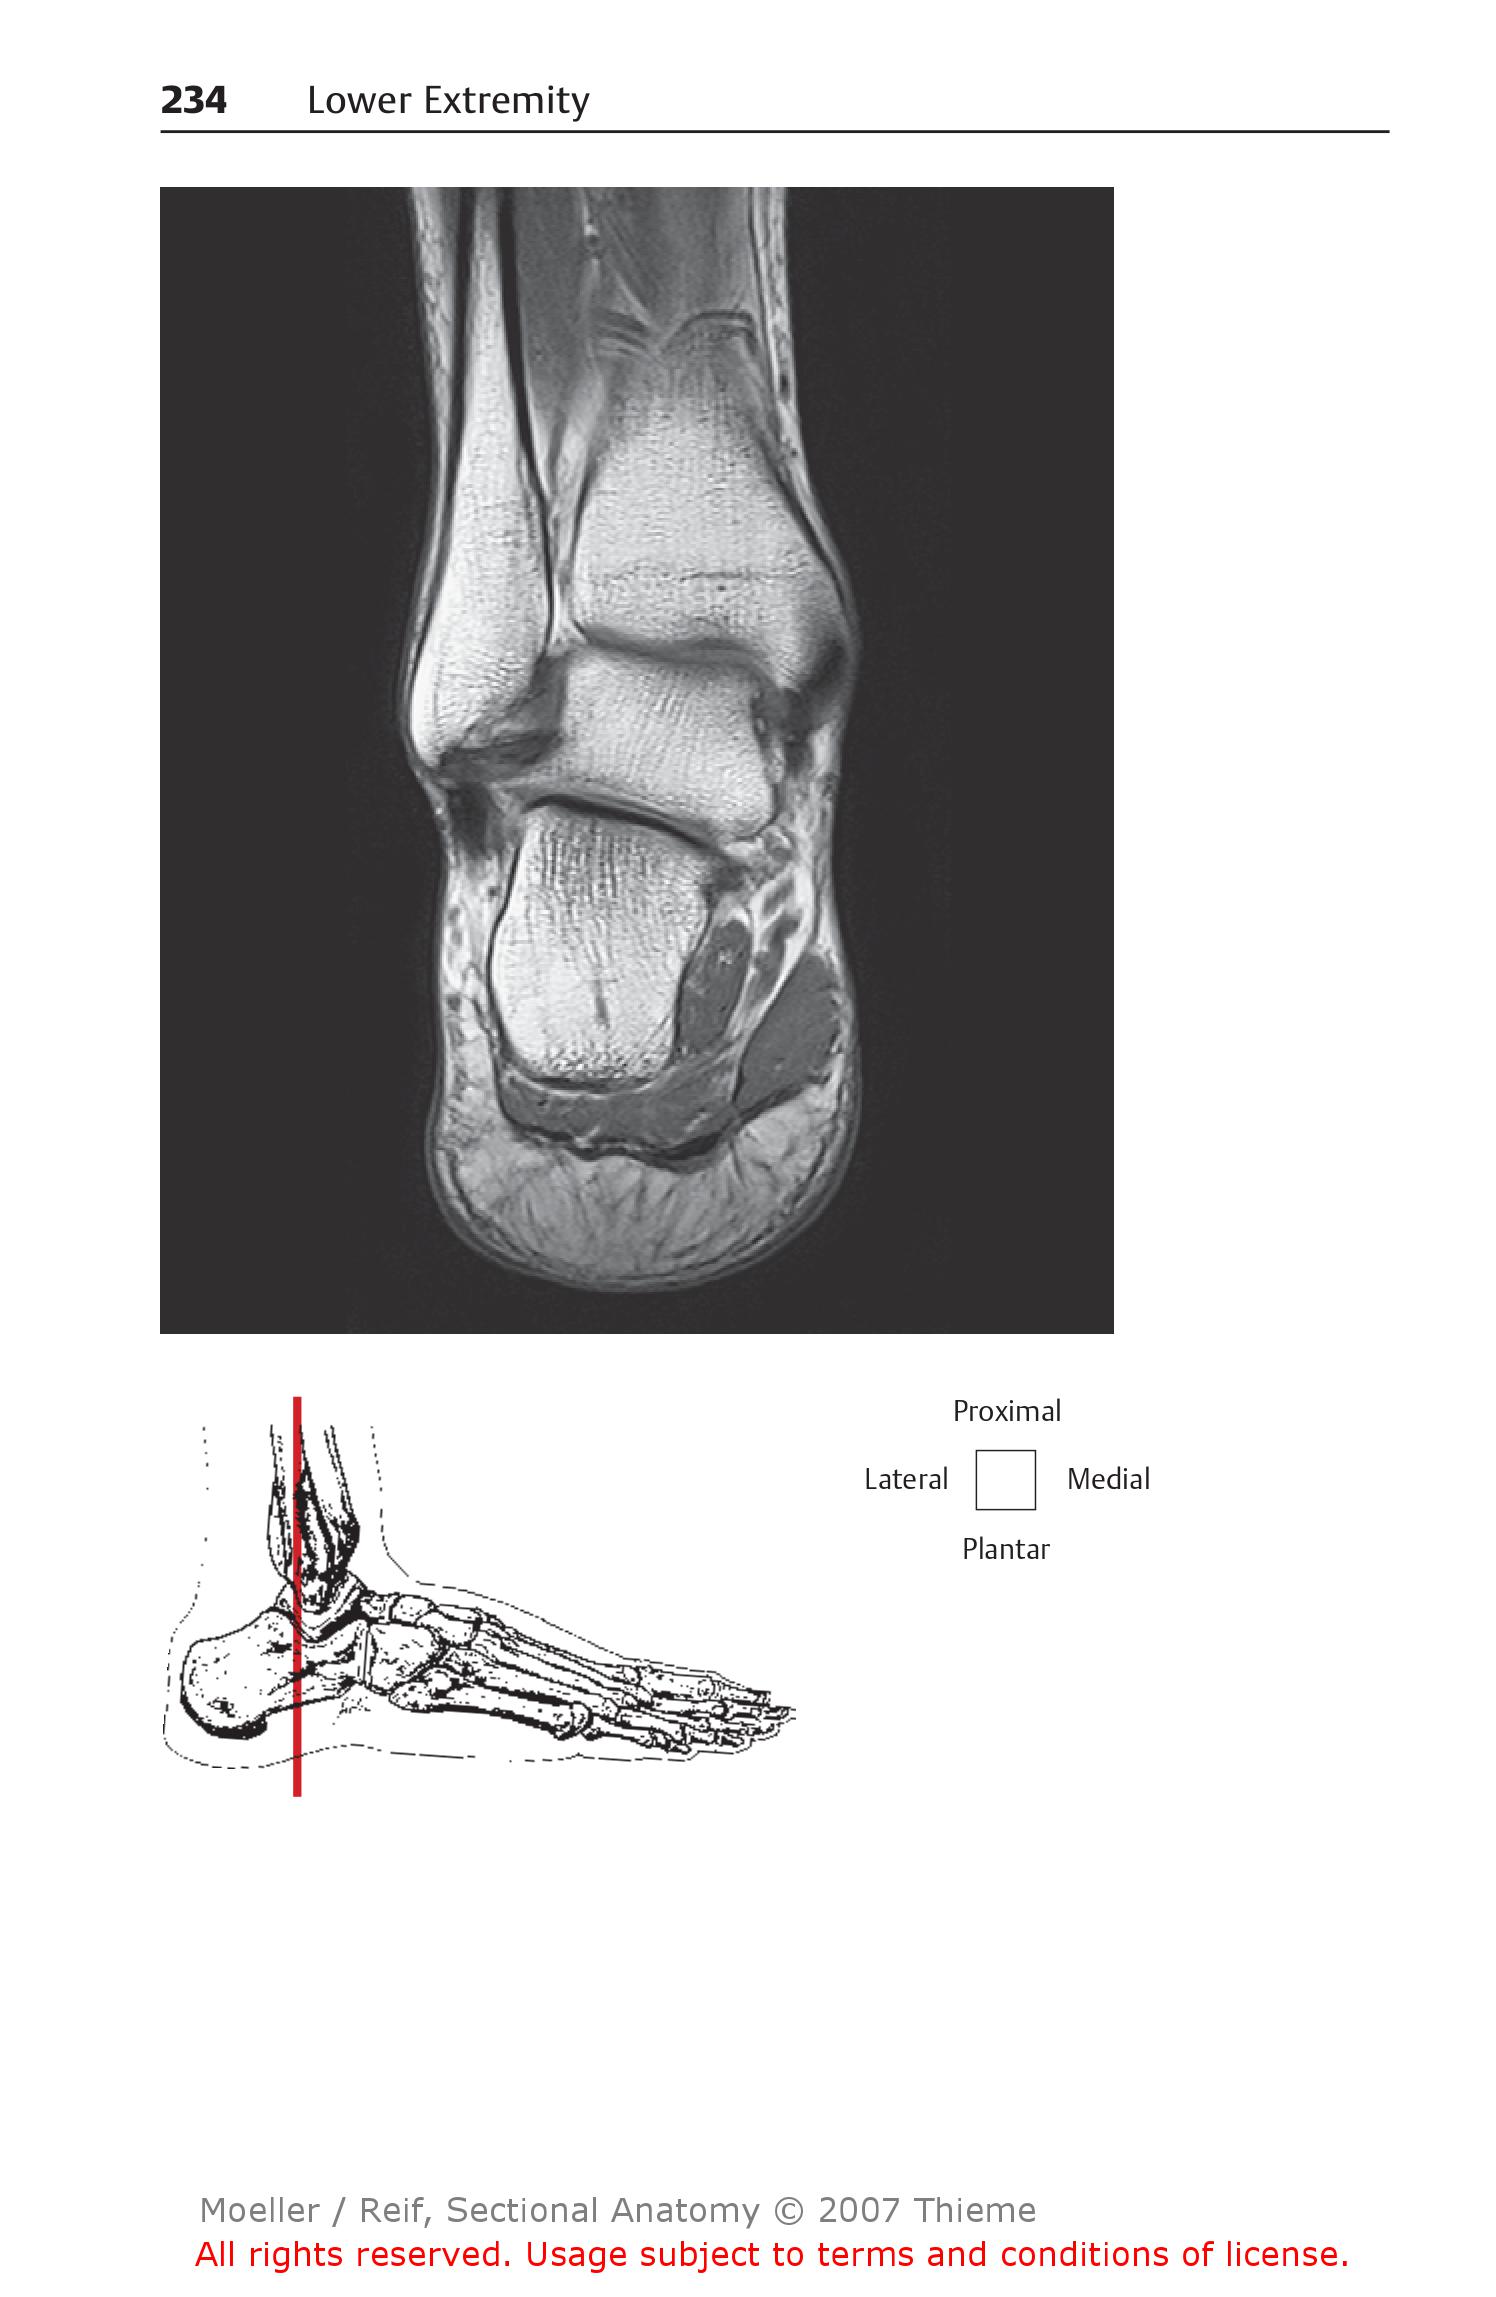 234 Lower Extremity
Proximal
Lateral Medial
Plantar
Moeller / Reif, Sectional Anatomy © 2007 Thieme
All rights reserved. Usage subject to terms and conditions of license.